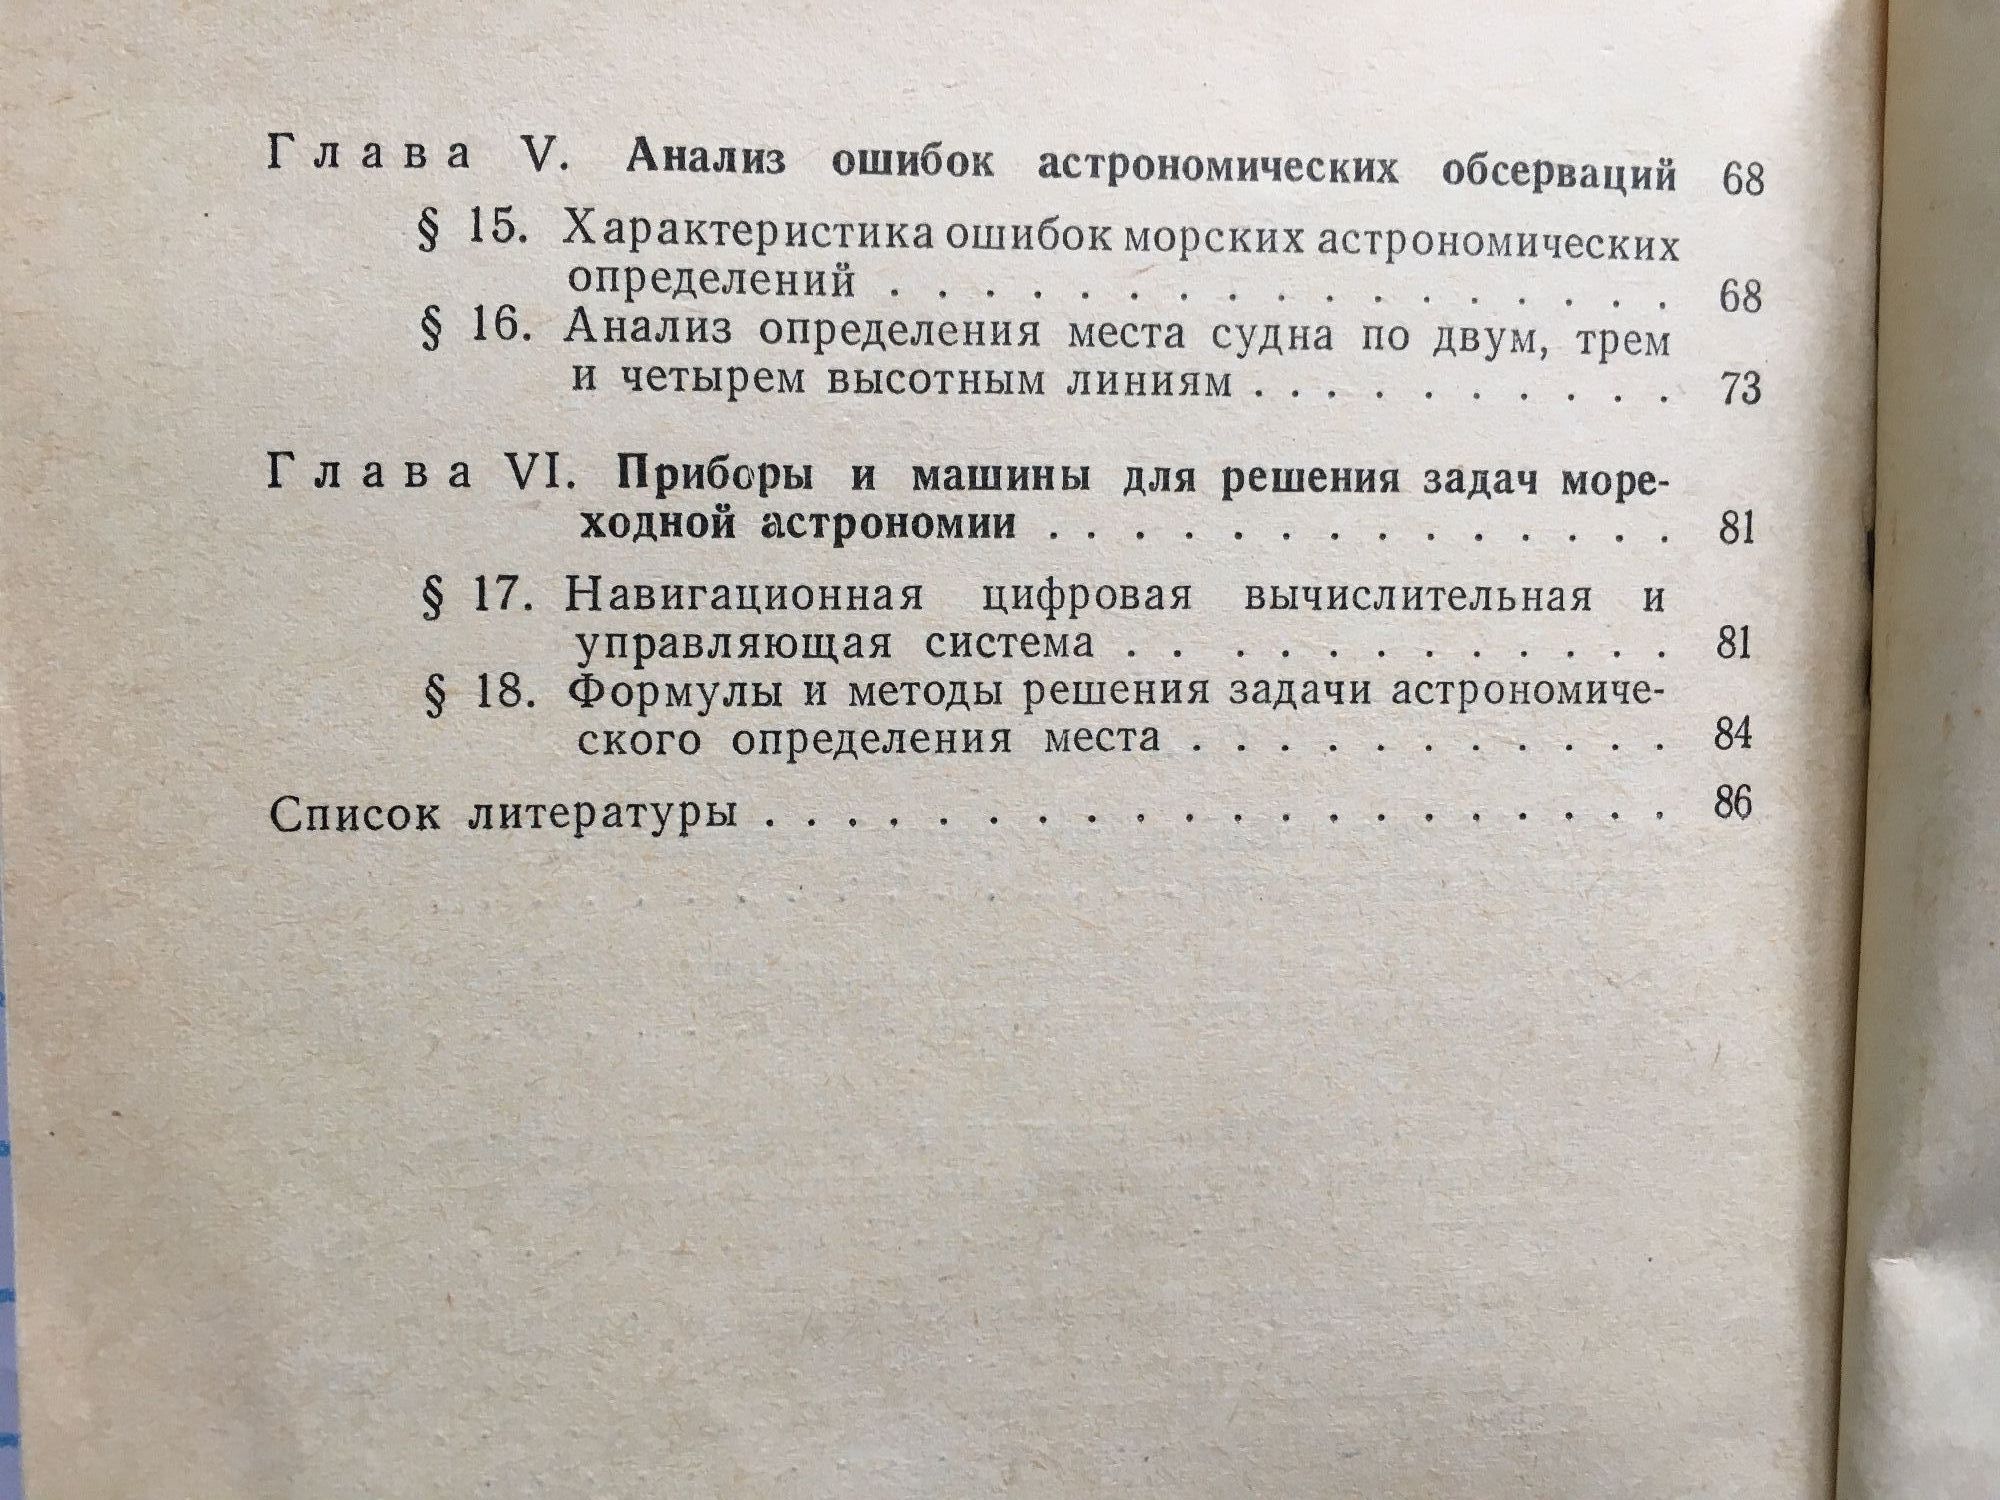 Глава V. Анализ ошибок астрономических обсерваций 68
§ 15. Характеристика ошибок морских астрономических
определений . . . . . . . . . . . . . . . . . 68
§ 16. Анализ определения места судна по двум, трем
и четырем высотным линиям . . . . . . . . . . 73
Глава VI. Приборы и машины для решения задач море-
ходной астрономии . . . . . . . . . . . . . . 81
§ 17. Навигационная цифровая вычислительная и
управляющая система . . . . . . . . . . . . 81
§ 18. Формулы и методы решения задачи астрономиче-
ского определения места . . . . . . . . . . . 84
Список литературы . . . . . . . . . . . . . . . . . . . . 86